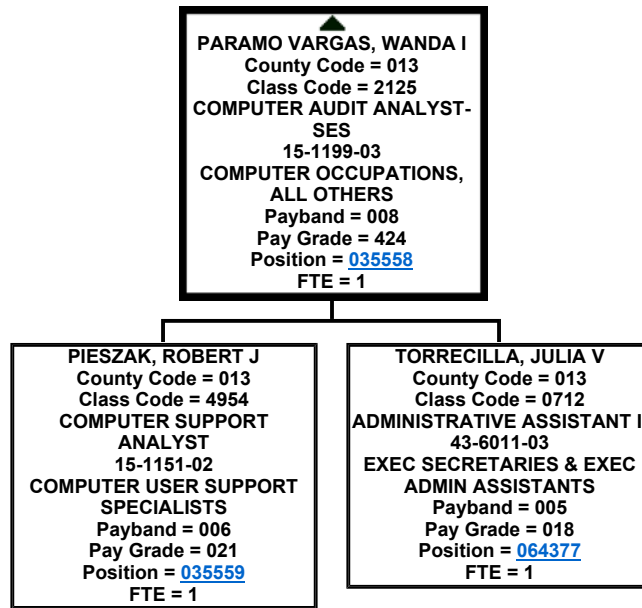 PARAMO VARGAS, WANDA I
County Code = 013
Class Code = 2125
COMPUTER AUDIT ANALYST-
SES
15-1199-03
COMPUTER OCCUPATIONS,
ALL OTHERS
Payband = 008
Pay Grade = 424
Position = 035558
FTE = 1
PIESZAK, ROBERT J
County Code = 013
Class Code = 4954
COMPUTER SUPPORT
ANALYST
15-1151-02
COMPUTER USER SUPPORT
SPECIALISTS
Payband = 006
Pay Grade = 021
Position = 035559
FTE = 1
TORRECILLA, JULIA V
County Code = 013
Class Code = 0712
ADMINISTRATIVE ASSISTANT I
43-6011-03
EXEC SECRETARIES & EXEC
ADMIN ASSISTANTS
Payband = 005
Pay Grade = 018
Position = 064377
FTE = 1